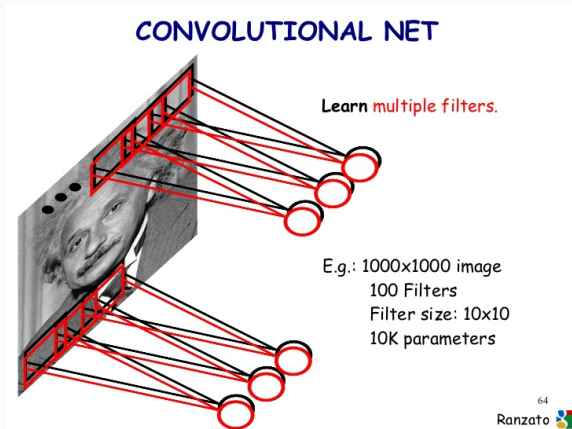 CONVOLUTIONAL NET
Learn multiple filters.
E.g.: 1000x1000 image
100 Filters
Filter size: 10x10
10K parameters
64
Ranzato